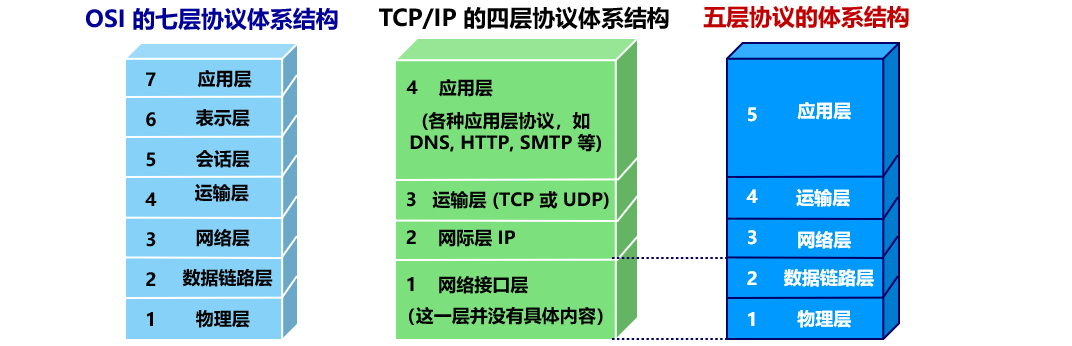 OSI 的七层协议体系结构
7 应用层
6 表示层
5 会话层
4 运输层
3 网络层
2 数据链路层
1 物理层
TCP/IP 的四层协议体系结构
4 应用层
(各种应用层协议，如
DNS, HTTP, SMTP 等)
3 运输层 (TCP 或 UDP)
2 网际层 IP
1 网络接口层
（这一层并没有具体内容）
五层协议的体系结构
5 应用层
4 运输层
3 网络层
2 数据链路层
1 物理层